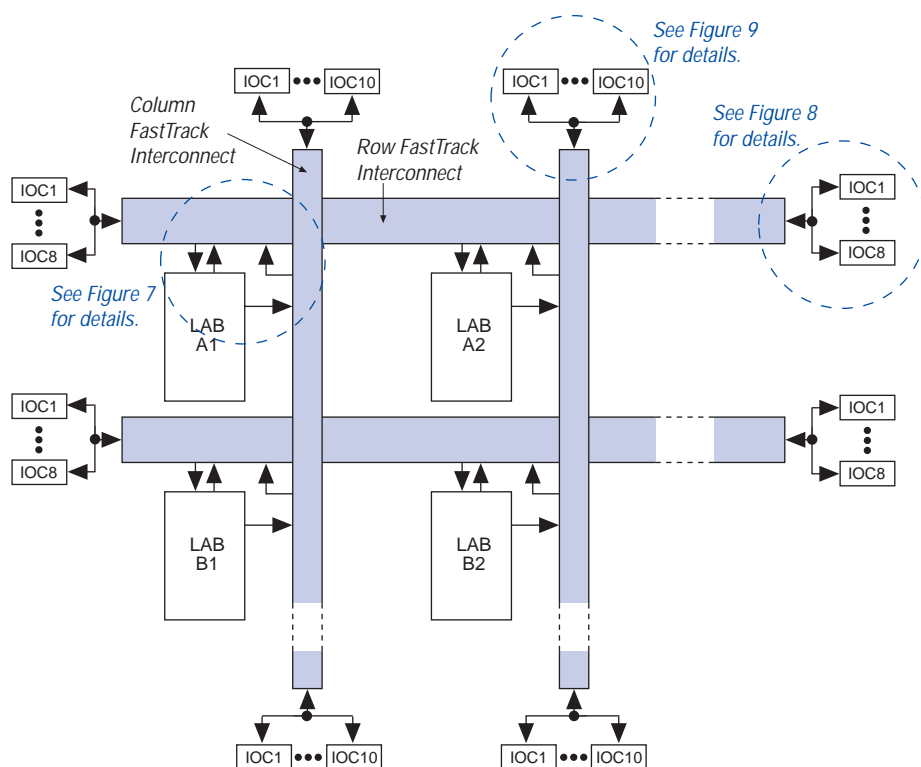 See Figure 9
for details.
IOC1
IOC10
IOC1
IOC10
Column
FastTrack
Interconnect
Row FastTrack
Interconnect
See Figure 8
for details.
IOC1
IOC8
IOC1
IOC8
See Figure 7
for details.
LAB
A1
LAB
A2
IOC1
IOC8
IOC1
IOC8
LAB
B1
LAB
B2
IOC1
IOC10
IOC1
IOC10